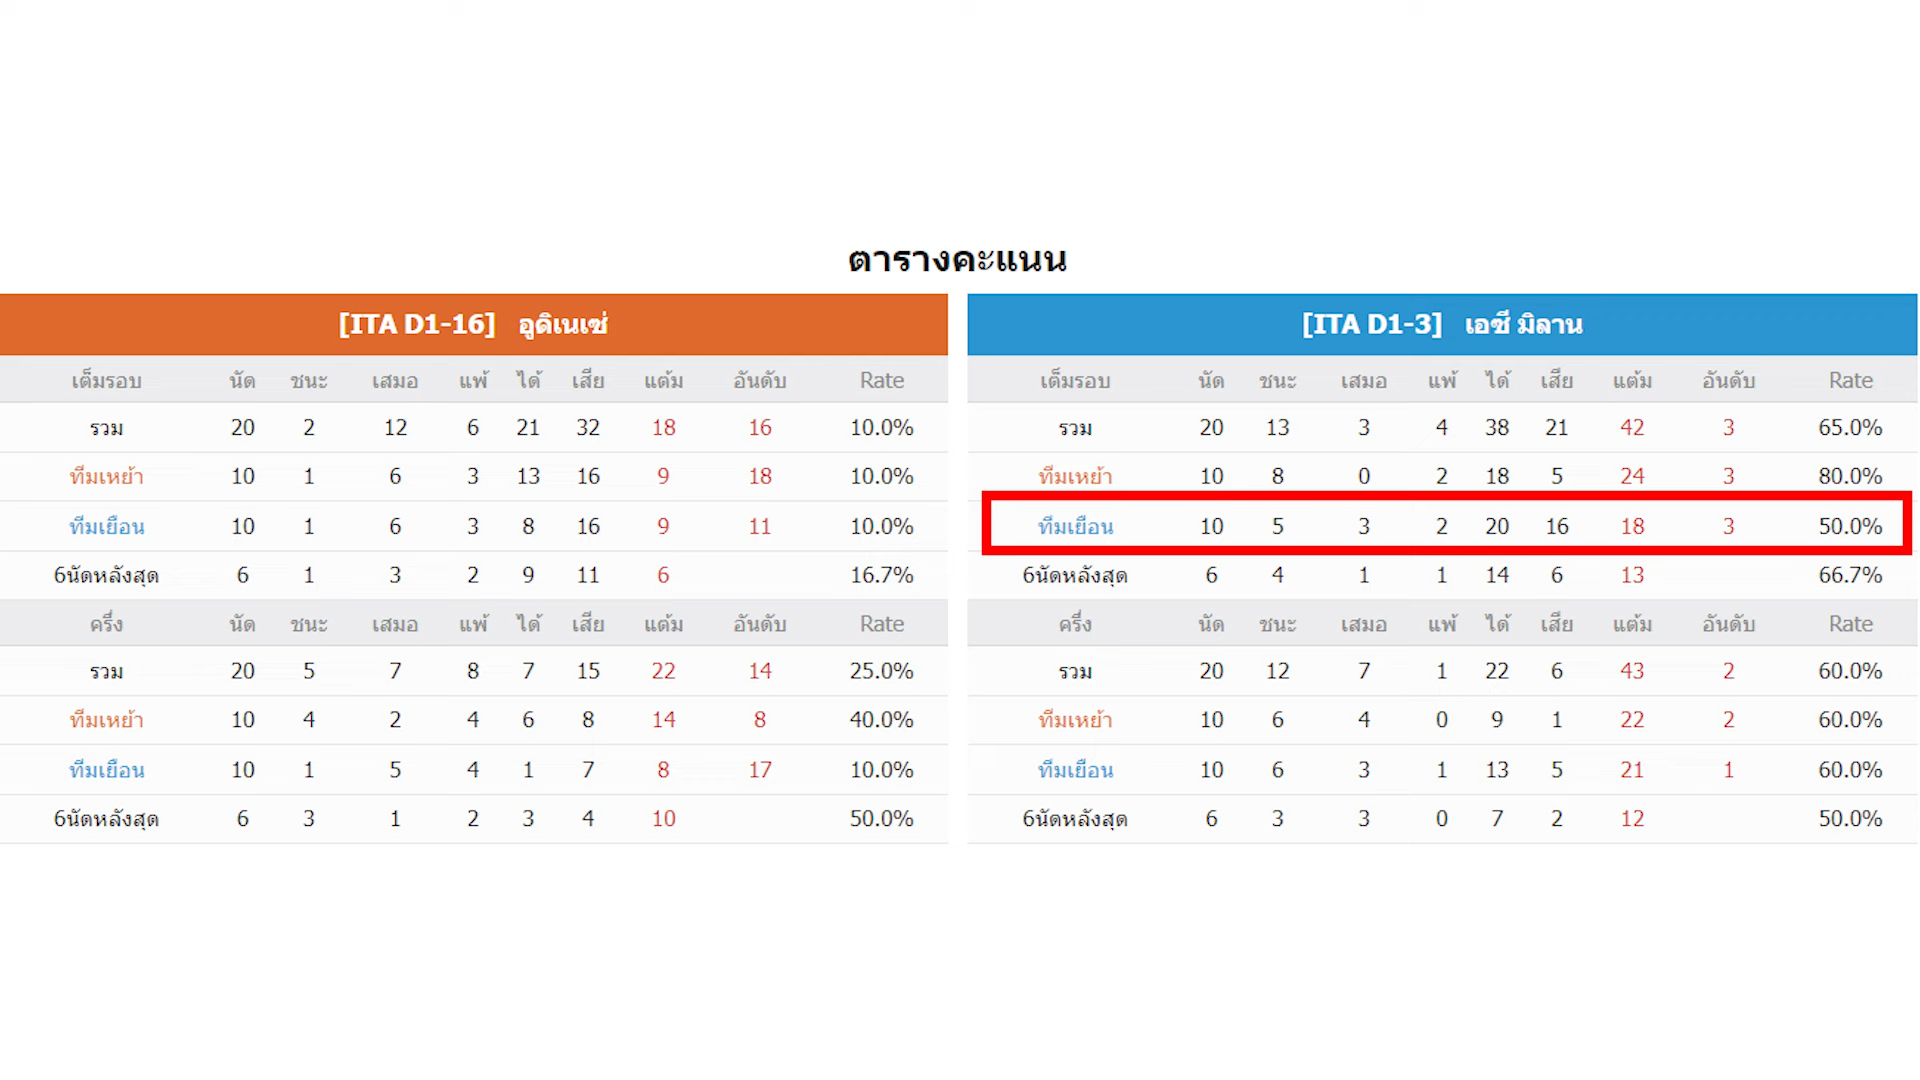 ตารางคะแนน
[ITA D1-16] อูดิเนเซ่
เต็มรอบ นัด ชนะ เสมอ แพ้ ได้ เสีย แต้ม อันดับ Rate
รวม 20 2 12 6 21 32 18 16 10.0%
ทีมเหย้า 10 1 6 3 13 16 9 18 10.0%
ทีมเยือน 10 1 6 3 8 16 9 11 10.0%
6นัดหลังสุด 6 1 3 2 9 11 6 16.7%
ครึ่ง นัด ชนะ เสมอ แพ้ ได้ เสีย แต้ม อันดับ Rate
รวม 20 5 7 8 7 15 22 14 25.0%
ทีมเหย้า 10 4 2 4 6 8 14 8 40.0%
ทีมเยือน 10 1 5 4 1 7 8 17 10.0%
6นัดหลังสุด 6 3 1 2 3 4 10 50.0%
[ITA D1-3] เอซี มิลาน
เต็มรอบ นัด ชนะ เสมอ แพ้ ได้ เสีย แต้ม อันดับ Rate
รวม 20 13 3 4 38 21 42 3 65.0%
ทีมเหย้า 10 8 0 2 18 5 24 3 80.0%
ทีมเยือน 10 5 3 2 20 16 18 3 50.0%
6นัดหลังสุด 6 4 1 1 14 6 13 66.7%
ครึ่ง นัด ชนะ เสมอ แพ้ ได้ เสีย แต้ม อันดับ Rate
รวม 20 12 7 1 22 6 43 2 60.0%
ทีมเหย้า 10 6 4 0 9 1 22 2 60.0%
ทีมเยือน 10 6 3 1 13 5 21 1 60.0%
6นัดหลังสุด 6 3 3 0 7 2 12 50.0%